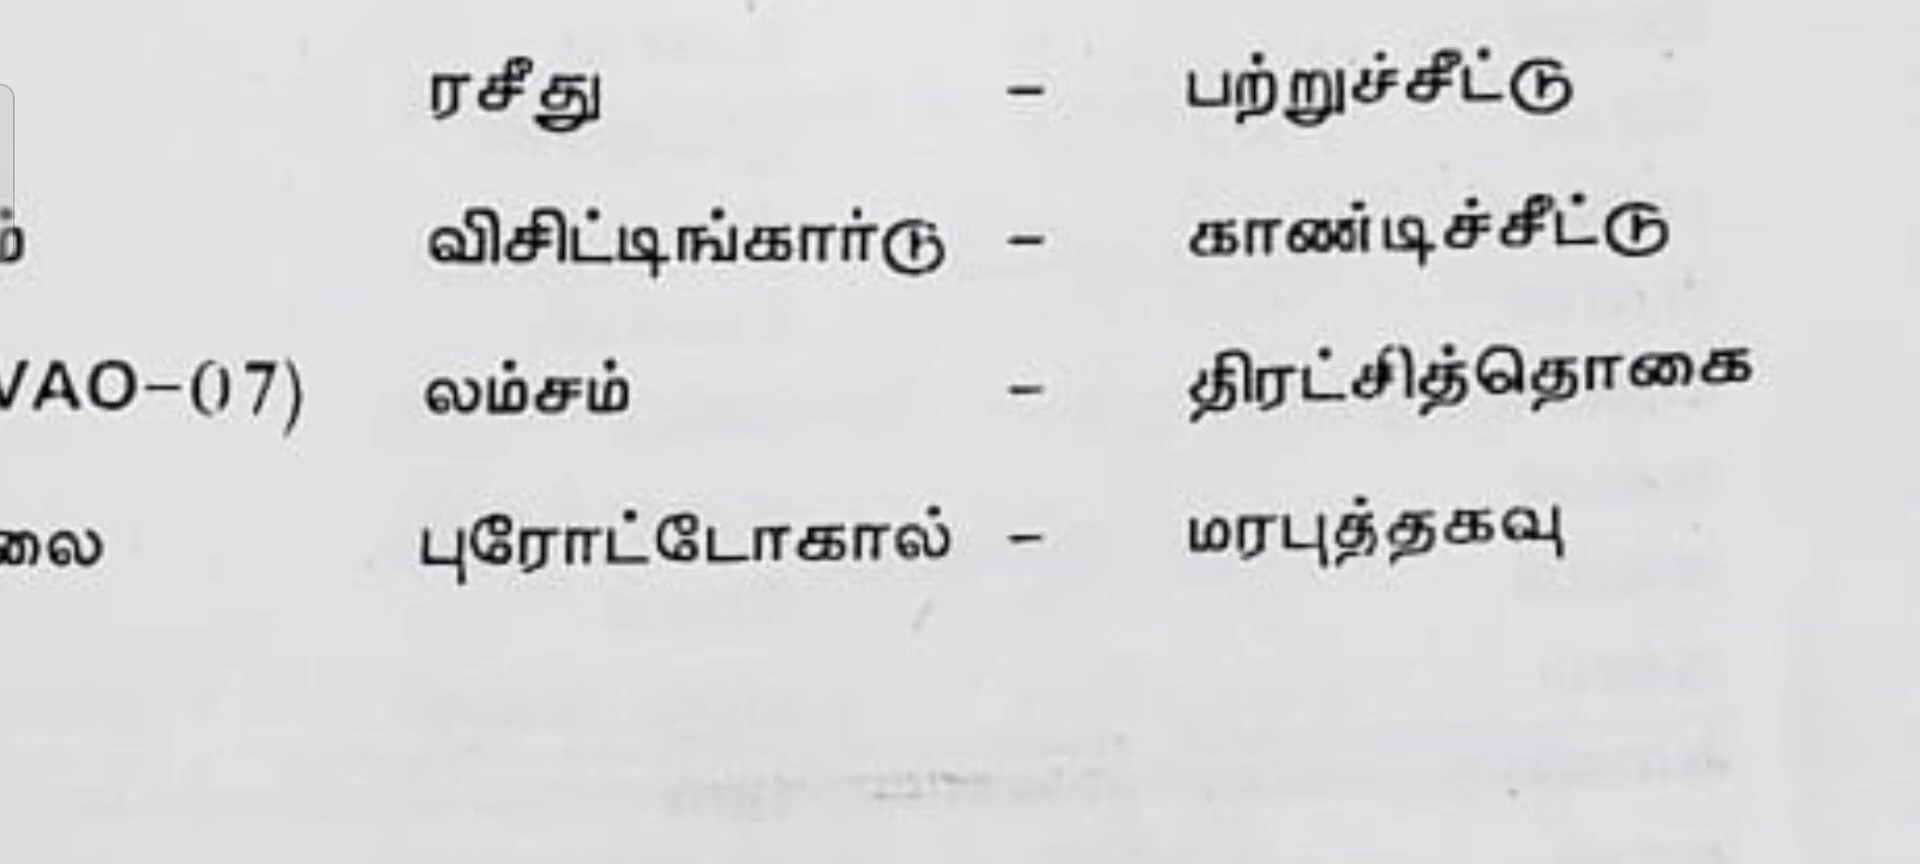 ரசீது - பற்றுச்சீட்டு
விசிட்டிங்கார்டு - காண்டிச்சீட்டு
VAO-07) லம்சம் - திரட்சித்தொகை
புரோட்டோகால் - மரபுத்தகவு